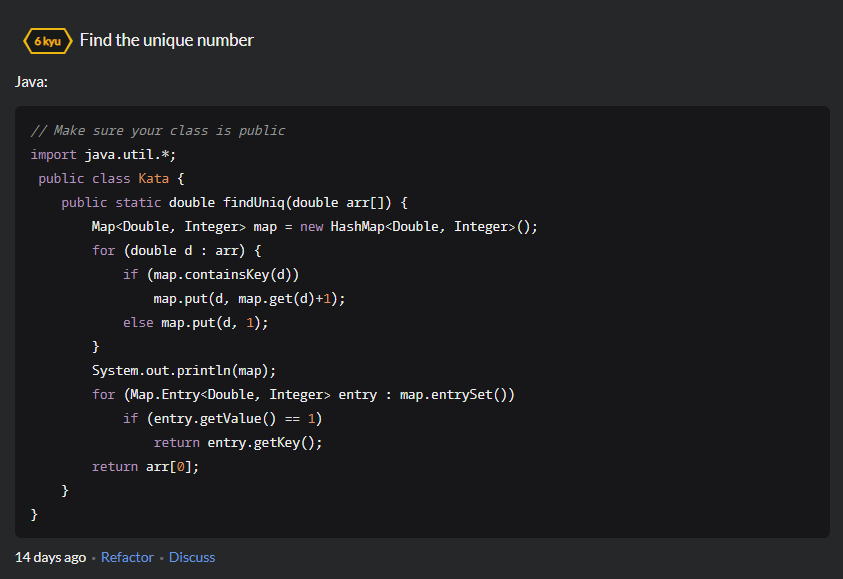 6 kyu Find the unique number
Java:
// Make sure your class is public
import java.util.*;
 public class Kata {
    public static double findUniq(double arr[]) {
        Map<Double, Integer> map = new HashMap<Double, Integer>();
        for (double d : arr) {
            if (map.containsKey(d))
                map.put(d, map.get(d)+1);
            else map.put(d, 1);
        }
        System.out.println(map);
        for (Map.Entry<Double, Integer> entry : map.entrySet())
            if (entry.getValue() == 1)
                return entry.getKey();
        return arr[0];
    }
}
14 days ago • Refactor • Discuss